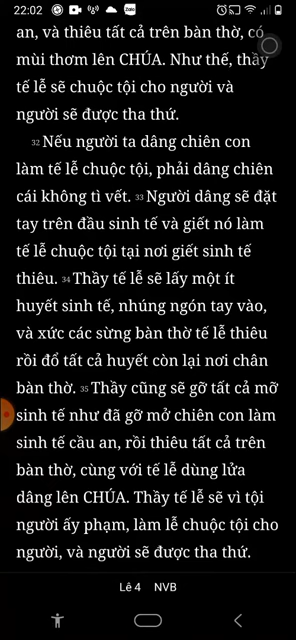 22:02
Zalo
an, và thiêu tất cả trên bàn thờ, có
mùi thơm lên CHÚA. Như thế, thầy
tế lễ sẽ chuộc tội cho người và
người sẽ được tha thứ.
32 Nếu người ta dâng chiên con
làm tế lễ chuộc tội, phải dâng chiên
cái không tì vết. 33 Người dâng sẽ đặt
tay trên đầu sinh tế và giết nó làm
tế lễ chuộc tội tại nơi giết sinh tế
thiêu. 34 Thầy tế lễ sẽ lấy một ít
huyết sinh tế, nhúng ngón tay vào,
và xức các sừng bàn thờ tế lễ thiêu
rồi đổ tất cả huyết còn lại nơi chân
bàn thờ. 35 Thầy cũng sẽ gỡ tất cả mỡ
sinh tế như đã gỡ mở chiên con làm
sinh tế cầu an, rồi thiêu tất cả trên
bàn thờ, cùng với tế lễ dùng lửa
dâng lên CHÚA. Thầy tế lễ sẽ vì tội
người ấy phạm, làm lễ chuộc tội cho
người, và người sẽ được tha thứ.
Lê 4 NVB